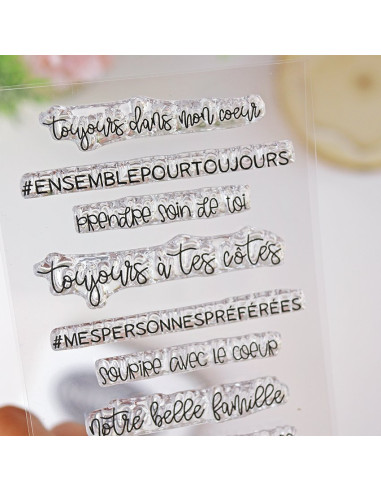 toujours dans mon coeur
#ENSEMBLEPOURTOUJOURS
prendre soin de toi
toujours à tes côtés
#MESPERSONNESPRÉFÉRÉES
SOURIRE AVEC LE COEUR
notre belle famille